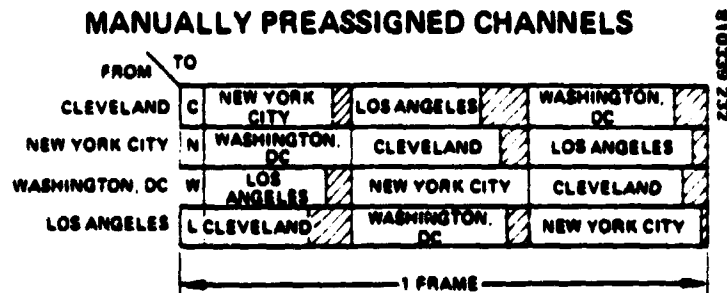 MANUALLY PREASSIGNED CHANNELS
FROM TO
CLEVELAND C NEW YORK CITY LOS ANGELES WASHINGTON, DC
NEW YORK CITY N WASHINGTON, DC CLEVELAND LOS ANGELES
WASHINGTON, DC W LOS ANGELES NEW YORK CITY CLEVELAND
LOS ANGELES L CLEVELAND WASHINGTON, DC NEW YORK CITY
1 FRAME